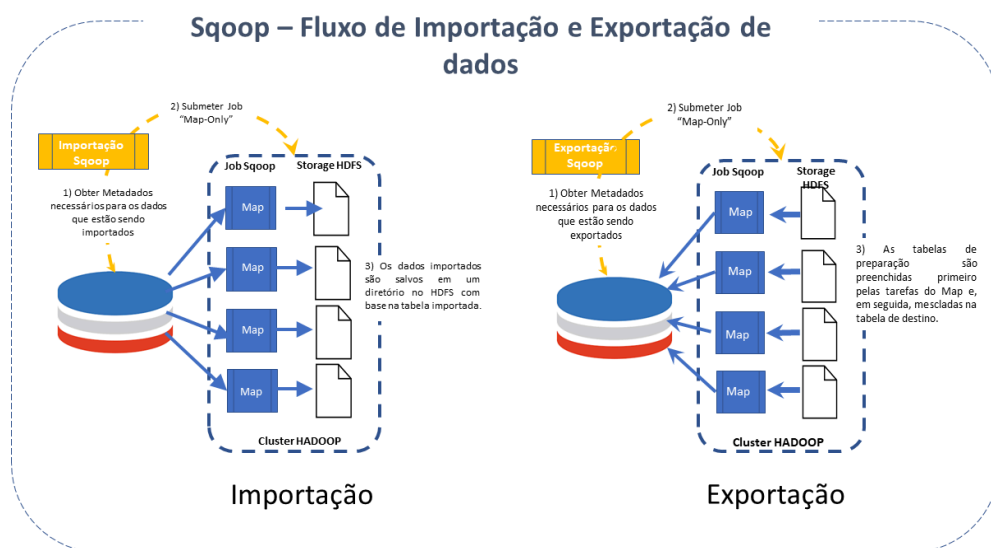 Sqoop – Fluxo de Importação e Exportação de
dados
2) Submeter Job
“Map-Only”
Importação
Sqoop
1) Obter Metadados
necessários para os dados
que estão sendo
importados
Job Sqoop
Storage HDFS
Map
Map
Map
Map
3) Os dados importados
são salvos em um
diretório no HDFS com
base na tabela importada.
Cluster HADOOP
Importação
2) Submeter Job
“Map-Only”
Exportação
Sqoop
1) Obter Metadados
necessários para os dados
que estão sendo
exportados
Job Sqoop
Storage
HDFS
Map
Map
Map
Map
3) As tabelas de
preparação são
preenchidas primeiro
pelas tarefas do Map e,
em seguida, mescladas na
tabela de destino.
Cluster HADOOP
Exportação